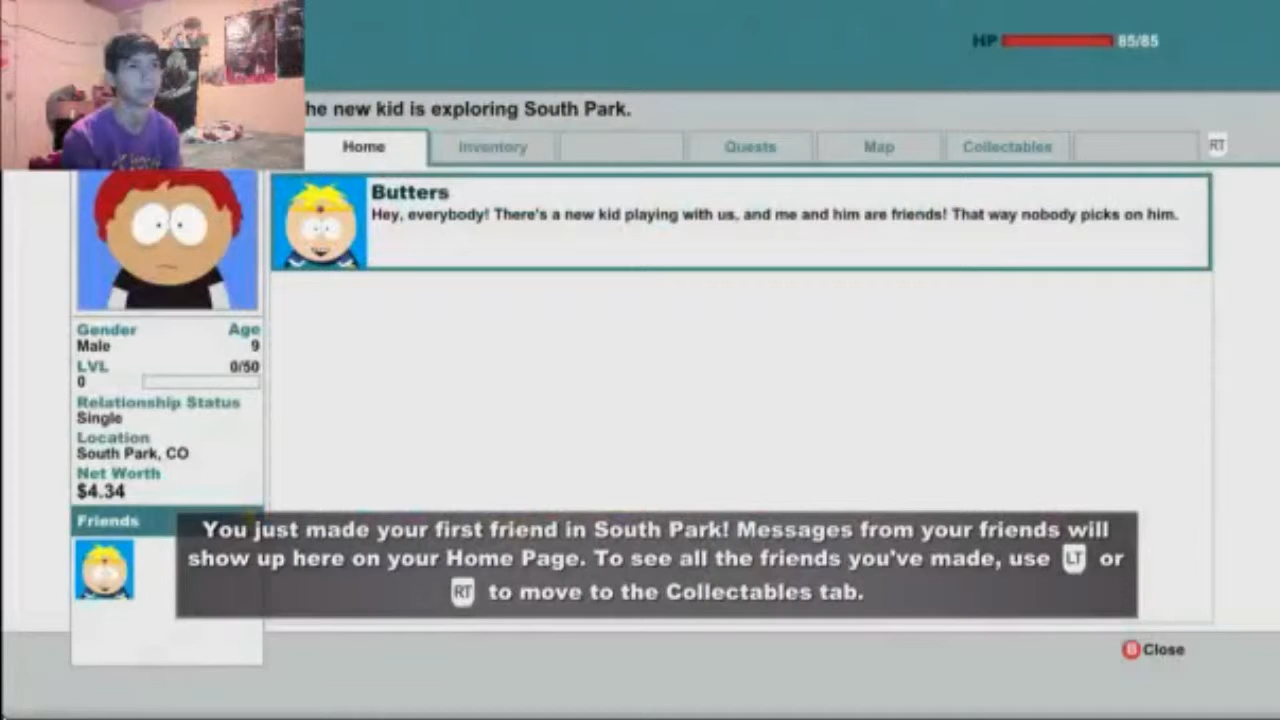 HP 85/85
he new kid is exploring South Park.
Home Inventory Quests Map Collectables RT
Butters
Hey, everybody! There's a new kid playing with us, and me and him are friends! That way nobody picks on him.
Gender Age
Male 9
LVL 0/50
0
Relationship Status
Single
Location
South Park, CO
Net Worth
$4.34
Friends
You just made your first friend in South Park! Messages from your friends will
show up here on your Home Page. To see all the friends you've made, use LT or
RT to move to the Collectables tab.
B Close